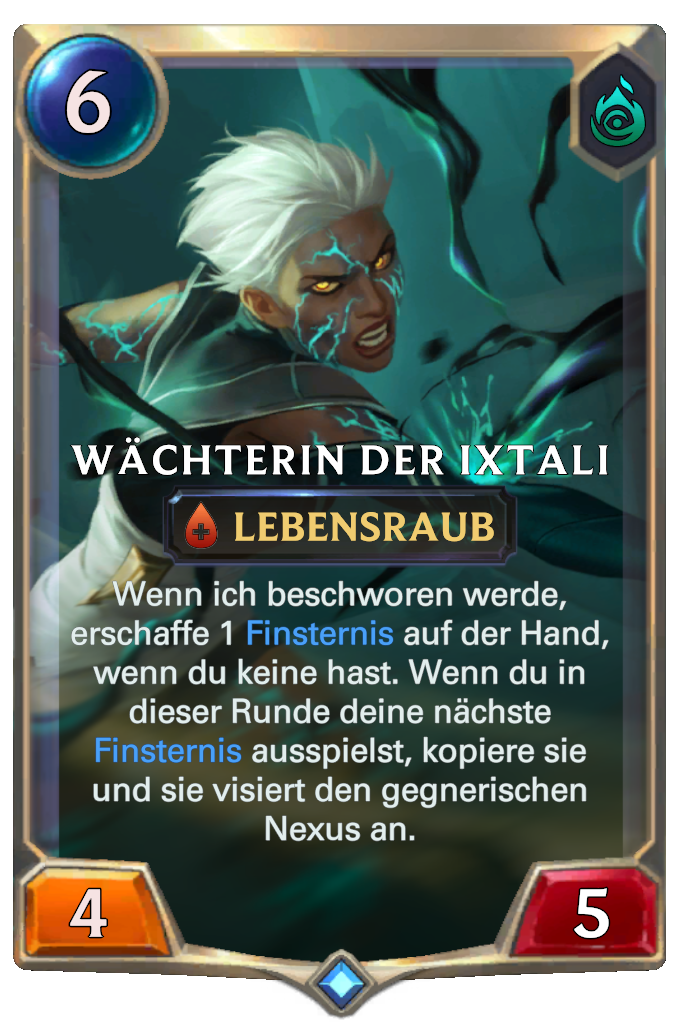 6
WÄCHTERIN DER IXTALI
LEBENSRAUB
Wenn ich beschworen werde,
erschaffe 1 Finsternis auf der Hand,
wenn du keine hast. Wenn du in
dieser Runde deine nächste
Finsternis ausspielst, kopiere sie
und sie visiert den gegnerischen
Nexus an.
4
5